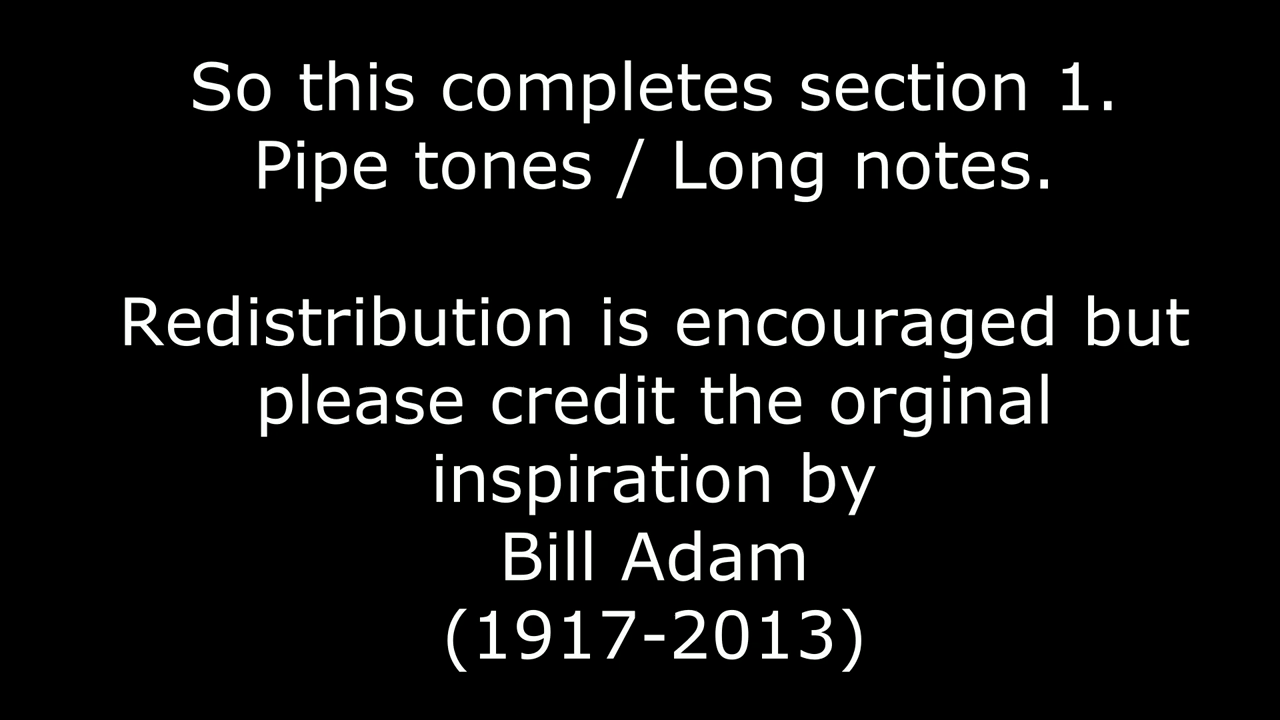 So this completes section 1.
Pipe tones / Long notes.
Redistribution is encouraged but
please credit the orginal
inspiration by
Bill Adam
(1917-2013)